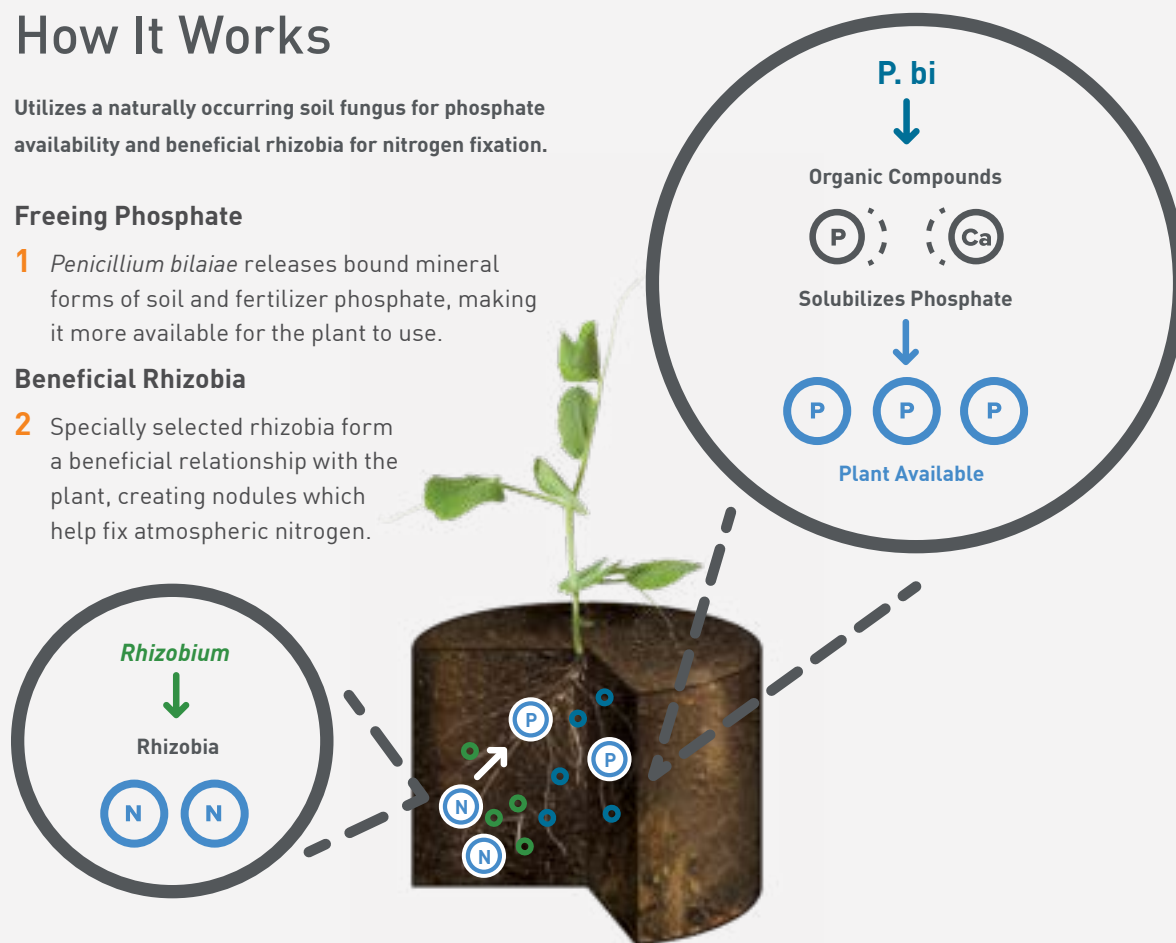 How It Works
Utilizes a naturally occurring soil fungus for phosphate
availability and beneficial rhizobia for nitrogen fixation.
Freeing Phosphate
1 Penicillium bilaiae releases bound mineral
forms of soil and fertilizer phosphate, making
it more available for the plant to use.
Beneficial Rhizobia
2 Specially selected rhizobia form
a beneficial relationship with the
plant, creating nodules which
help fix atmospheric nitrogen.
P. bi
Organic Compounds
P Ca
Solubilizes Phosphate
P P P
Plant Available
Rhizobium
Rhizobia
N N
P
P
N
N